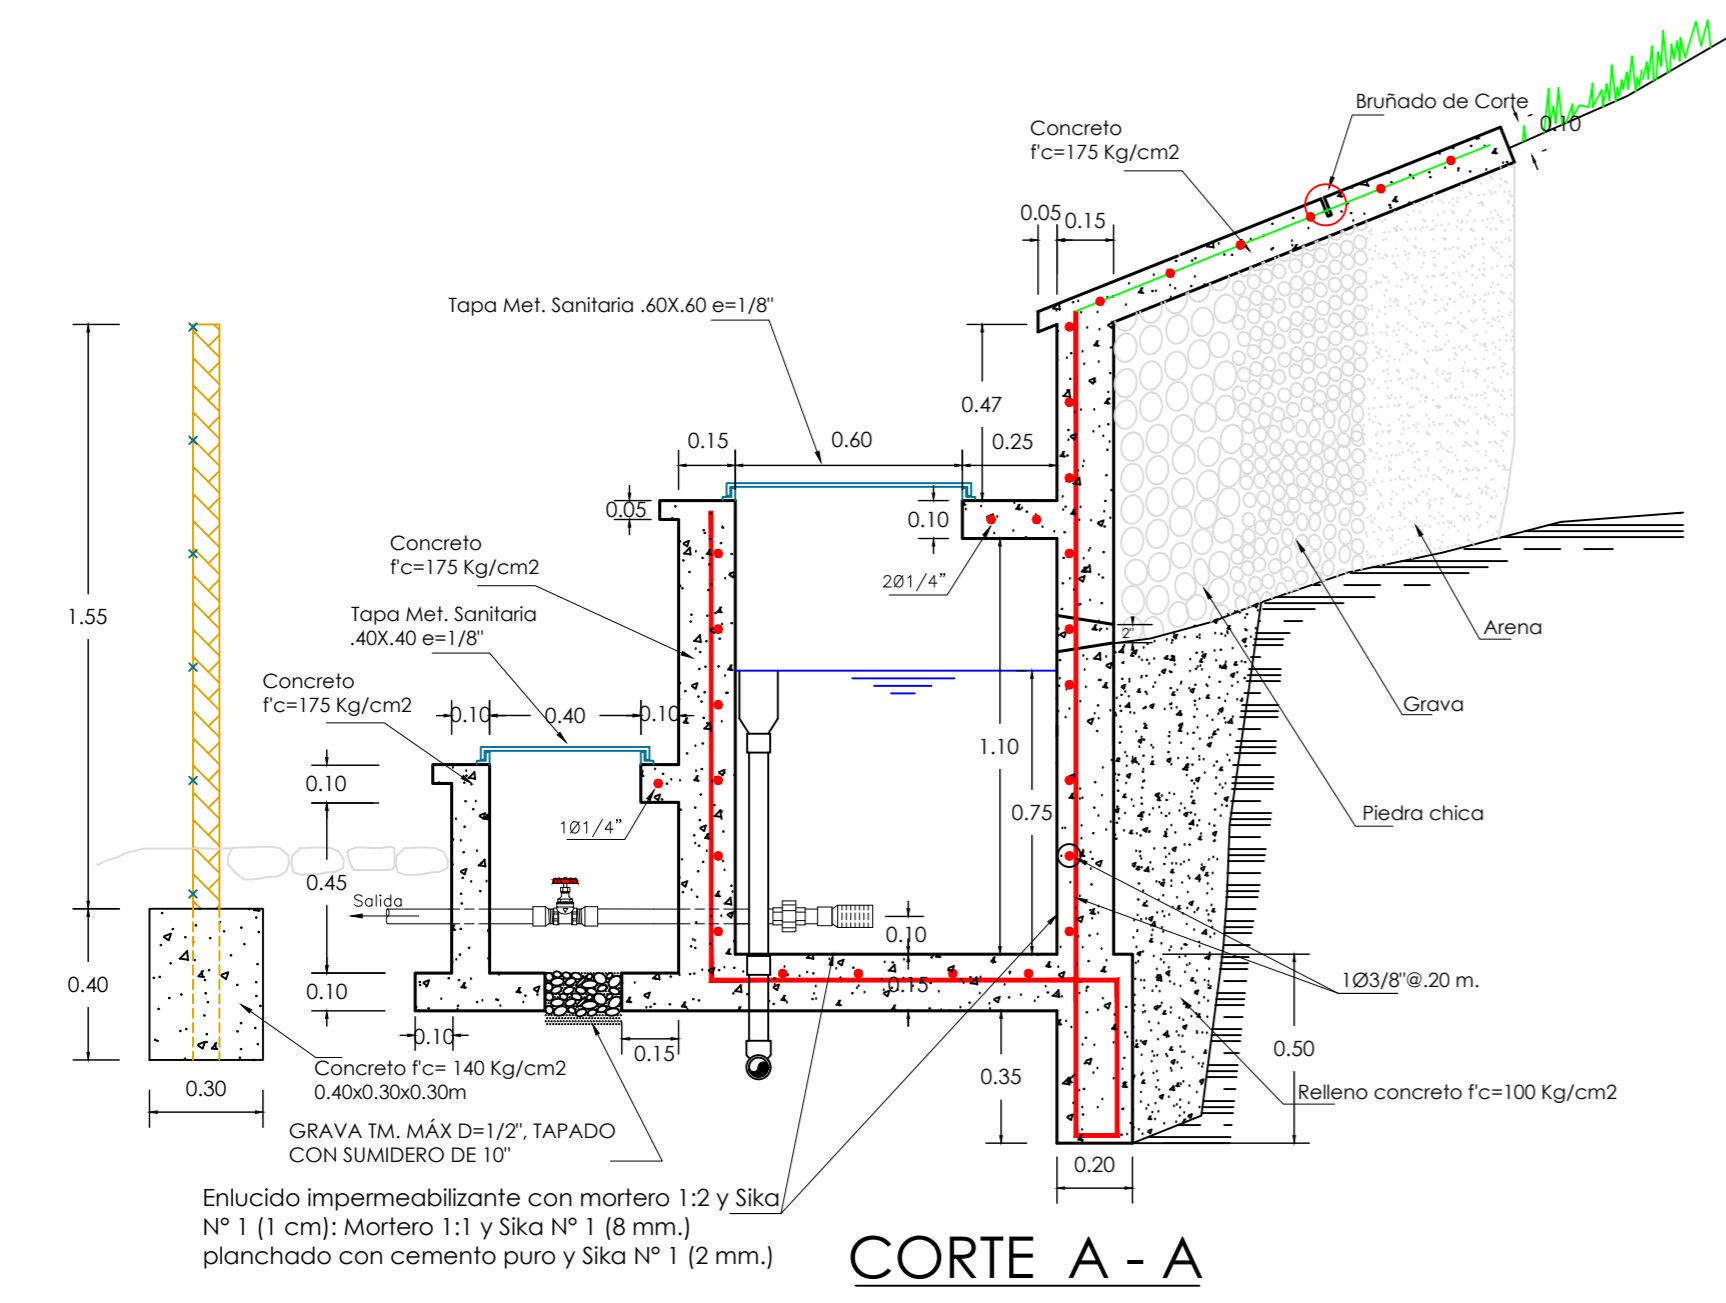 Bruñado de Corte
0.10
Concreto
f'c=175 Kg/cm2
0.05
0.15
Tapa Met. Sanitaria .60X.60 e=1/8"
0.47
0.15
0.60
0.25
0.05
0.10
Concreto
f'c=175 Kg/cm2
2Ø1/4"
Tapa Met. Sanitaria
.40X.40 e=1/8"
1.55
2"
Arena
Concreto
f'c=175 Kg/cm2
Grava
0.10
0.40
0.10
1.10
0.10
0.75
Piedra chica
1Ø1/4"
0.45
Salida
0.10
0.40
0.10
0.15
1Ø3/8"@.20 m.
0.10
0.15
0.50
Concreto f'c= 140 Kg/cm2
0.40x0.30x0.30m
0.35
0.30
Relleno concreto f'c=100 Kg/cm2
GRAVA TM. MÁX D=1/2", TAPADO
CON SUMIDERO DE 10"
0.20
Enlucido impermeabilizante con mortero 1:2 y Sika
N° 1 (1 cm): Mortero 1:1 y Sika N° 1 (8 mm.)
planchado con cemento puro y Sika N° 1 (2 mm.)
CORTE A - A